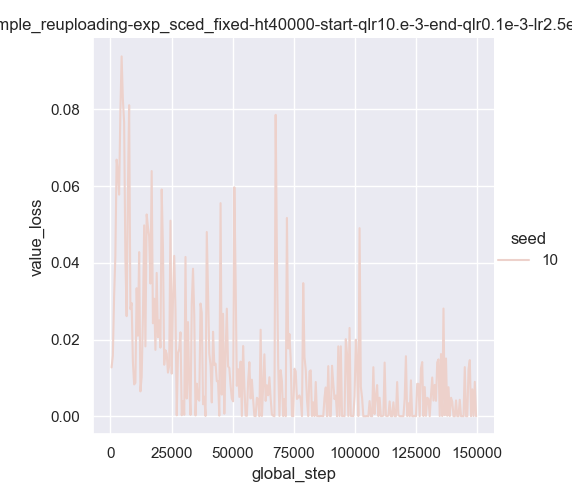 mple_reuploading-exp_sced_fixed-ht40000-start-qlr10.e-3-end-qlr0.1e-3-lr2.5e
0.08
0.06
0.04
0.02
0.00
value_loss
0 25000 50000 75000 100000 125000 150000
global_step
seed
10